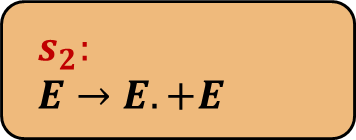 s₂:
E → E. +E